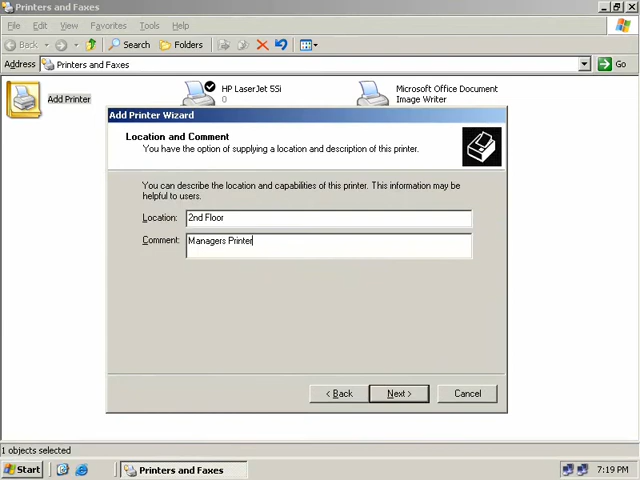 Printers and Faxes
File Edit View Favorites Tools Help
Back Search Folders
Address Printers and Faxes Go
Add Printer
HP LaserJet 5Si
0
Microsoft Office Document
Image Writer
Add Printer Wizard
Location and Comment
You have the option of supplying a location and description of this printer.
You can describe the location and capabilities of this printer. This information may be
helpful to users.
Location: 2nd Floor
Comment: Managers Printer
< Back Next > Cancel
1 objects selected
Start Printers and Faxes 7:19 PM